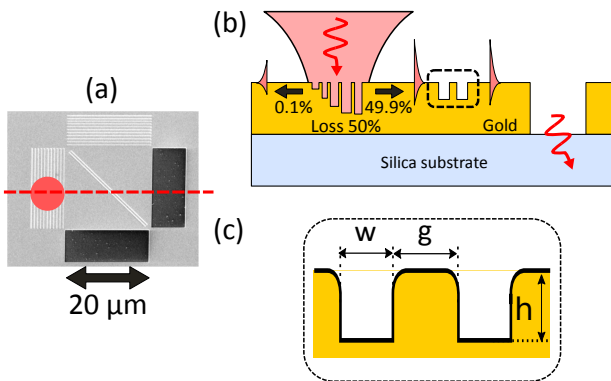 (a)
20 μm
(b)
0.1%
49.9%
Loss 50%
Gold
Silica substrate
(c)
w
g
h